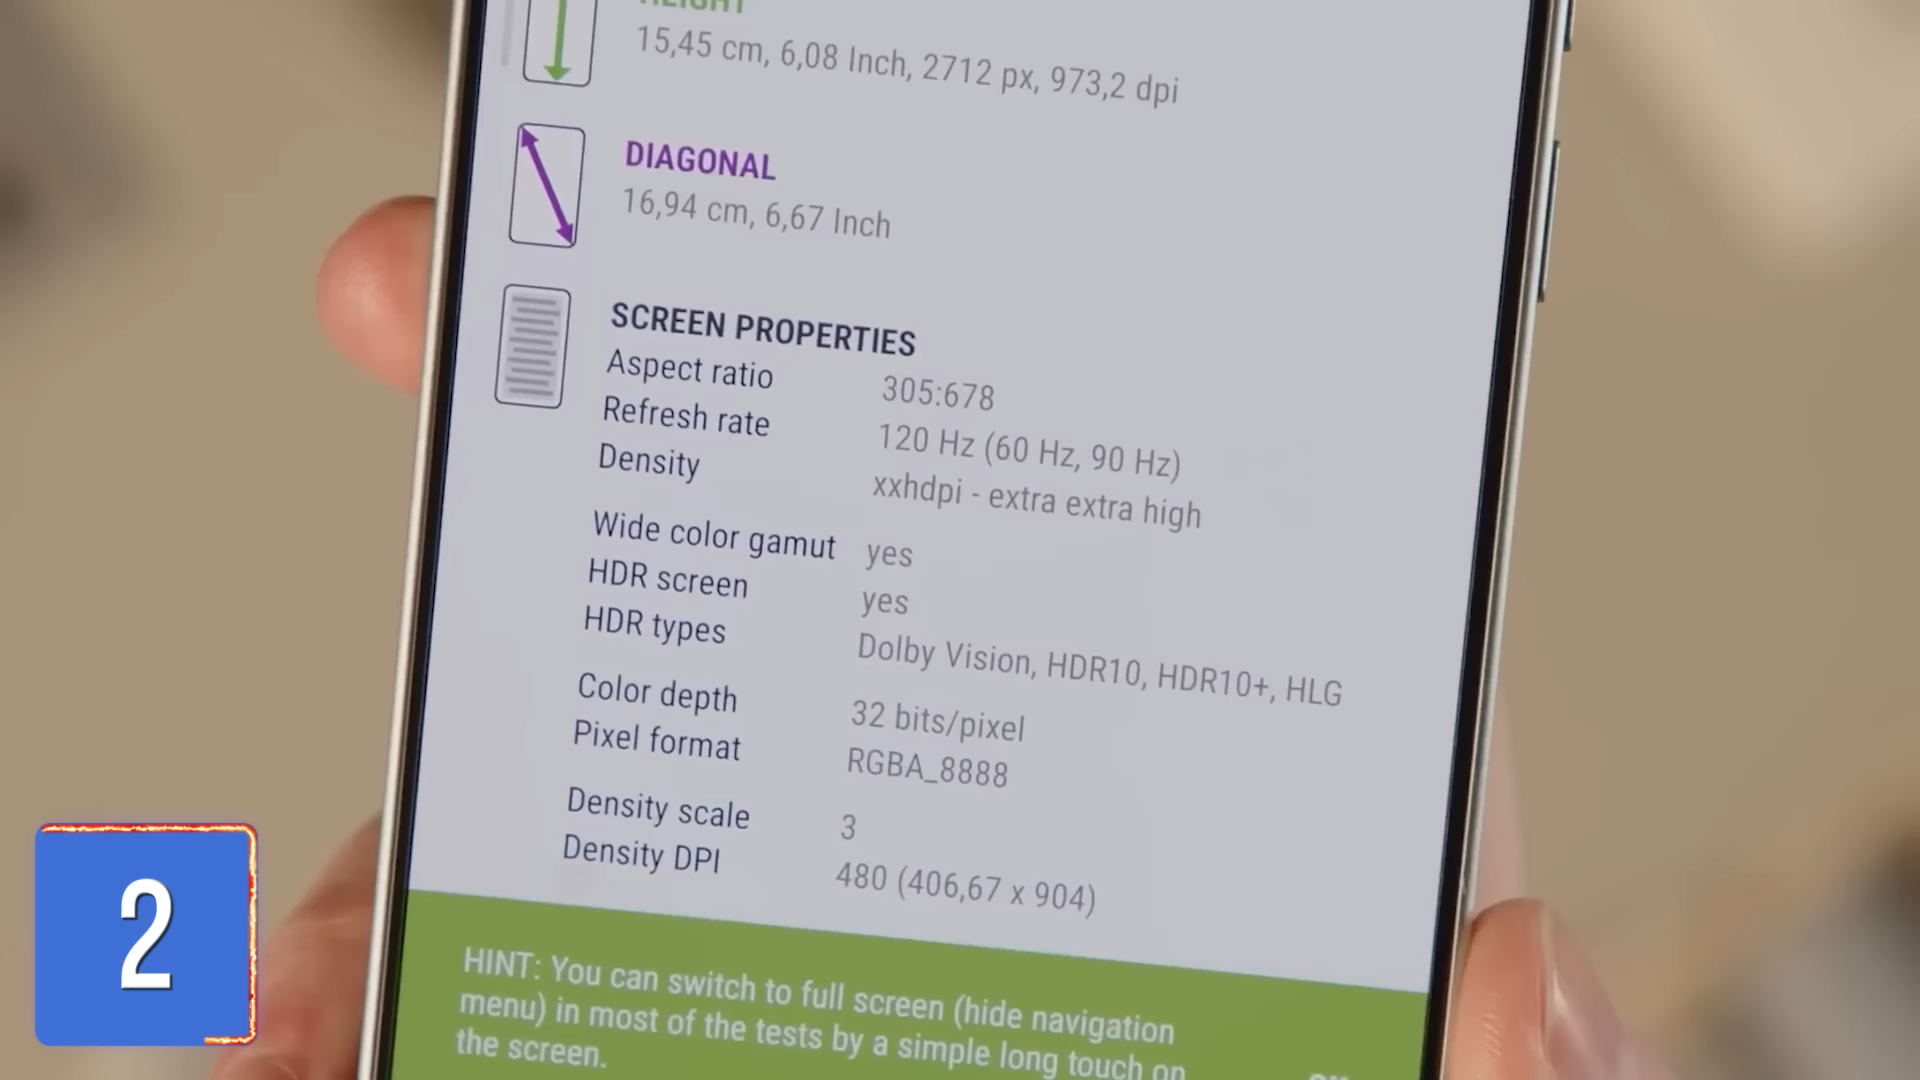 HEIGHT
15,45 cm, 6,08 Inch, 2712 px, 973,2 dpi
DIAGONAL
16,94 cm, 6,67 Inch
SCREEN PROPERTIES
Aspect ratio 305:678
Refresh rate 120 Hz (60 Hz, 90 Hz)
Density xxhdpi - extra extra high
Wide color gamut yes
HDR screen yes
HDR types Dolby Vision, HDR10, HDR10+, HLG
Color depth 32 bits/pixel
Pixel format RGBA_8888
Density scale 3
Density DPI 480 (406,67 x 904)
HINT: You can switch to full screen (hide navigation
menu) in most of the tests by a simple long touch on
the screen.
2